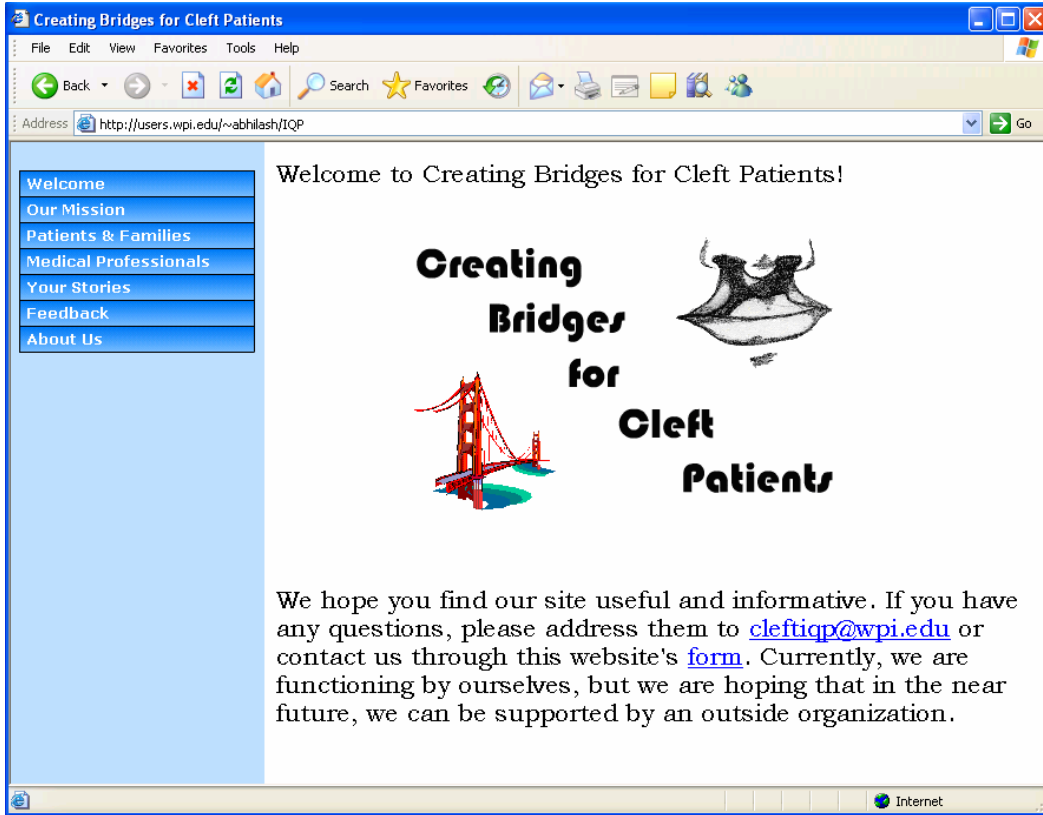 Creating Bridges for Cleft Patients
File Edit View Favorites Tools Help
Back Search Favorites
Address http://users.wpi.edu/~abhilash/IQP Go
Welcome
Our Mission
Patients & Families
Medical Professionals
Your Stories
Feedback
About Us
Welcome to Creating Bridges for Cleft Patients!
Creating
Bridges
for
Cleft
Patients
We hope you find our site useful and informative. If you have
any questions, please address them to cleftiqp@wpi.edu or
contact us through this website's form. Currently, we are
functioning by ourselves, but we are hoping that in the near
future, we can be supported by an outside organization.
Internet